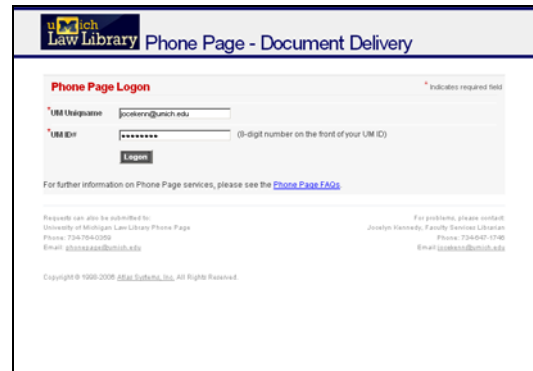 uMich
Law Library Phone Page - Document Delivery
Phone Page Logon
* Indicates required field
*UM Uniqname jocekenn@umich.edu
*UM ID# •••••••• (8-digit number on the front of your UM ID)
Logon
For further information on Phone Page services, please see the Phone Page FAQs.
Requests can also be submitted to:
University of Michigan Law Library Phone Page
Phone: 734-764-0369
Email: phonepage@umich.edu
For problems, please contact:
Jocelyn Kennedy, Faculty Services Librarian
Phone: 734-647-1746
Email jocekenn@umich.edu
Copyright © 1998-2006 Atlas Systems, Inc. All Rights Reserved.